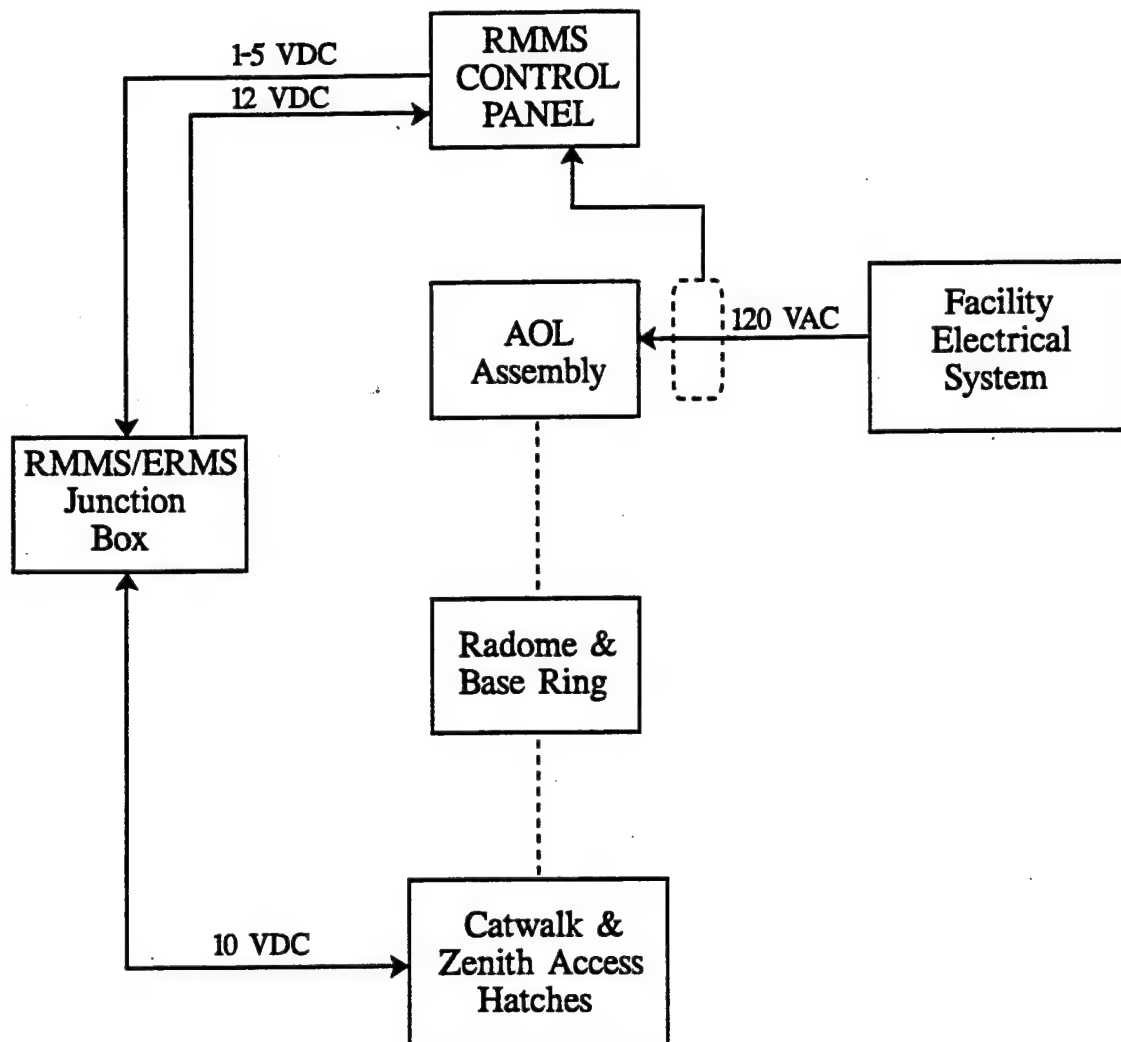 1-5 VDC
12 VDC
RMMS
CONTROL
PANEL
AOL
Assembly
120 VAC
Facility
Electrical
System
RMMS/ERMS
Junction
Box
Radome &
Base Ring
10 VDC
Catwalk &
Zenith Access
Hatches